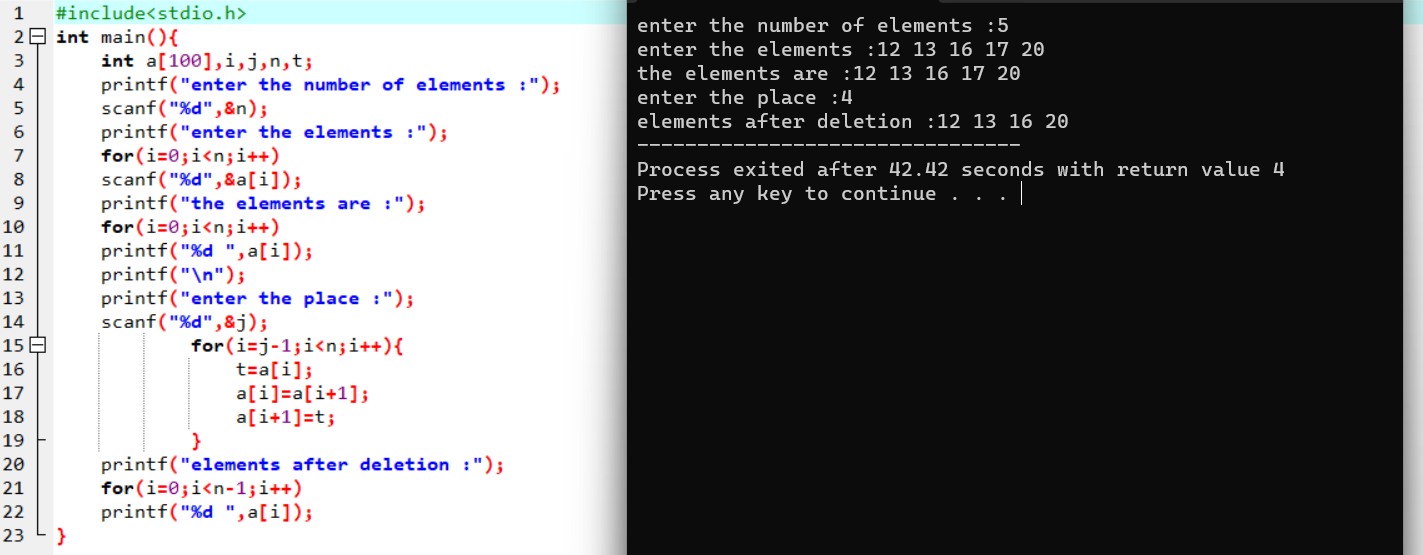 1 #include<stdio.h>
2 int main(){
3 int a[100],i,j,n,t;
4 printf("enter the number of elements :");
5 scanf("%d",&n);
6 printf("enter the elements :");
7 for(i=0;i<n;i++)
8 scanf("%d",&a[i]);
9 printf("the elements are :");
10 for(i=0;i<n;i++)
11 printf("%d ",a[i]);
12 printf("\n");
13 printf("enter the place :");
14 scanf("%d",&j);
15 for(i=j-1;i<n;i++){
16 t=a[i];
17 a[i]=a[i+1];
18 a[i+1]=t;
19 }
20 printf("elements after deletion :");
21 for(i=0;i<n-1;i++)
22 printf("%d ",a[i]);
23 }
enter the number of elements :5
enter the elements :12 13 16 17 20
the elements are :12 13 16 17 20
enter the place :4
elements after deletion :12 13 16 20
--------------------------------
Process exited after 42.42 seconds with return value 4
Press any key to continue . . .